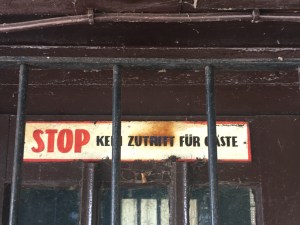 STOP KEIN ZUTRITT FÜR GÄSTE